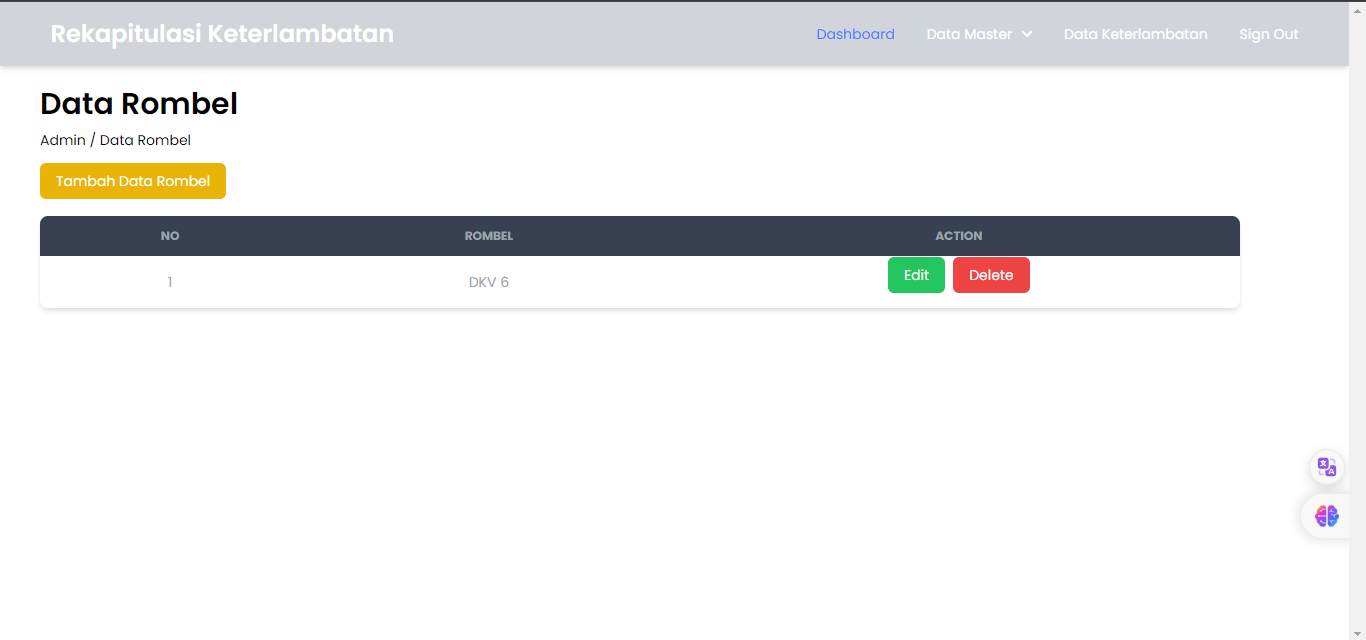 Rekapitulasi Keterlambatan
Dashboard
Data Master
Data Keterlambatan
Sign Out
Data Rombel
Admin / Data Rombel
Tambah Data Rombel
NO ROMBEL ACTION
1 DKV 6 Edit Delete